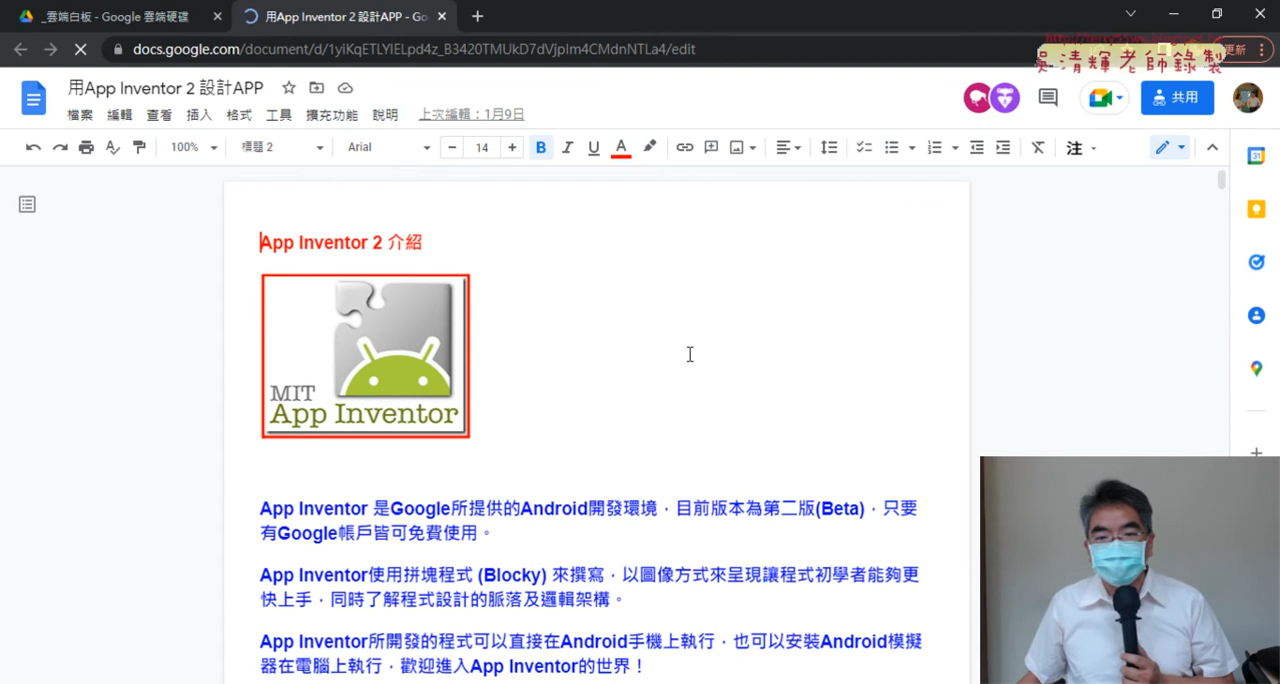 _雲端白板 - Google 雲端硬碟
用App Inventor 2 設計APP - Go
docs.google.com/document/d/1yiKqETLYlELpd4z_B3420TMUkD7dVjpIm4CMdnNTLa4/edit
更新
吳清輝老師錄製
用App Inventor 2 設計APP
共用
檔案 編輯 查看 插入 格式 工具 擴充功能 說明 上次編輯：1月9日
100% 標題 2 Arial 14 B I U A 注
31
App Inventor 2 介紹
MIT
App Inventor
App Inventor 是Google所提供的Android開發環境，目前版本為第二版(Beta)，只要
有Google帳戶皆可免費使用。
App Inventor使用拼塊程式 (Blocky) 來撰寫，以圖像方式來呈現讓程式初學者能夠更
快上手，同時了解程式設計的脈落及邏輯架構。
App Inventor所開發的程式可以直接在Android手機上執行，也可以安裝Android模擬
器在電腦上執行，歡迎進入App Inventor的世界！